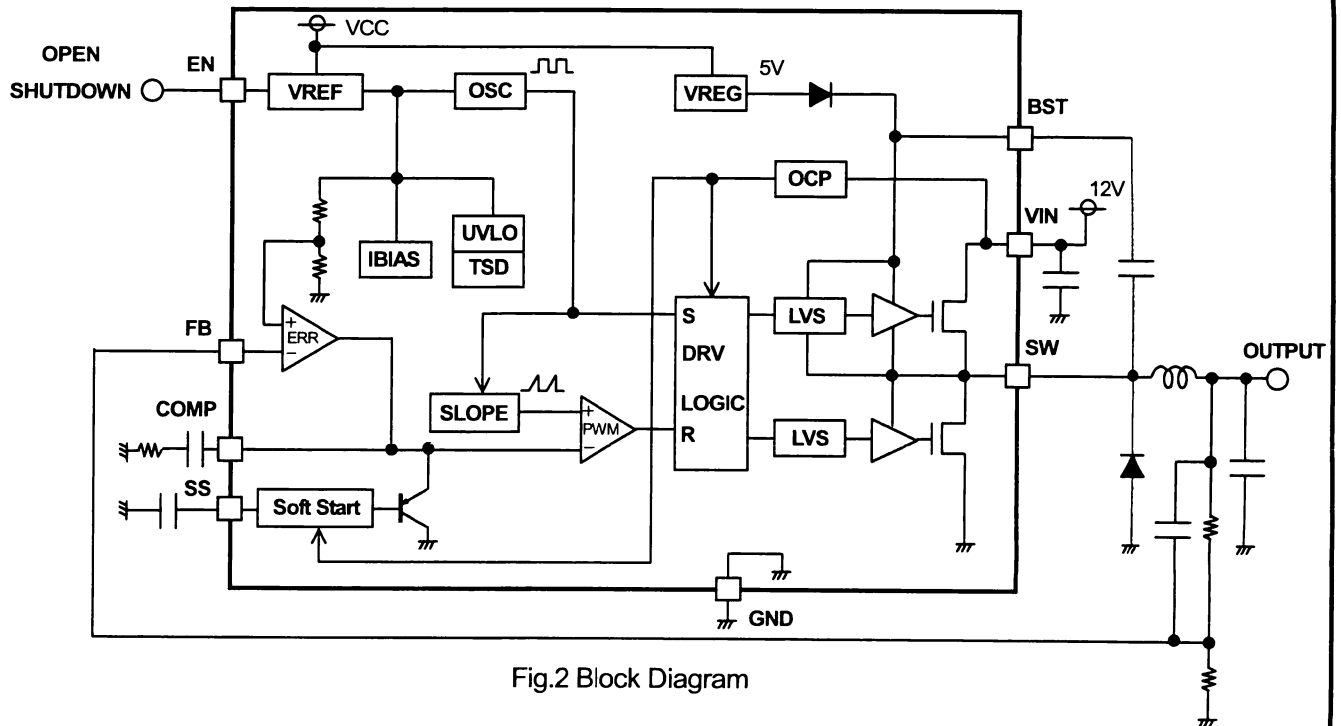 VCC
OPEN
SHUTDOWN
EN
VREF
OSC
VREG
5V
BST
OCP
12V
VIN
UVLO
TSD
IBIAS
FB
+
ERR
−
S
DRV
LOGIC
R
LVS
SW
OUTPUT
COMP
SLOPE
+
PWM
−
LVS
SS
Soft Start
GND
Fig.2 Block Diagram